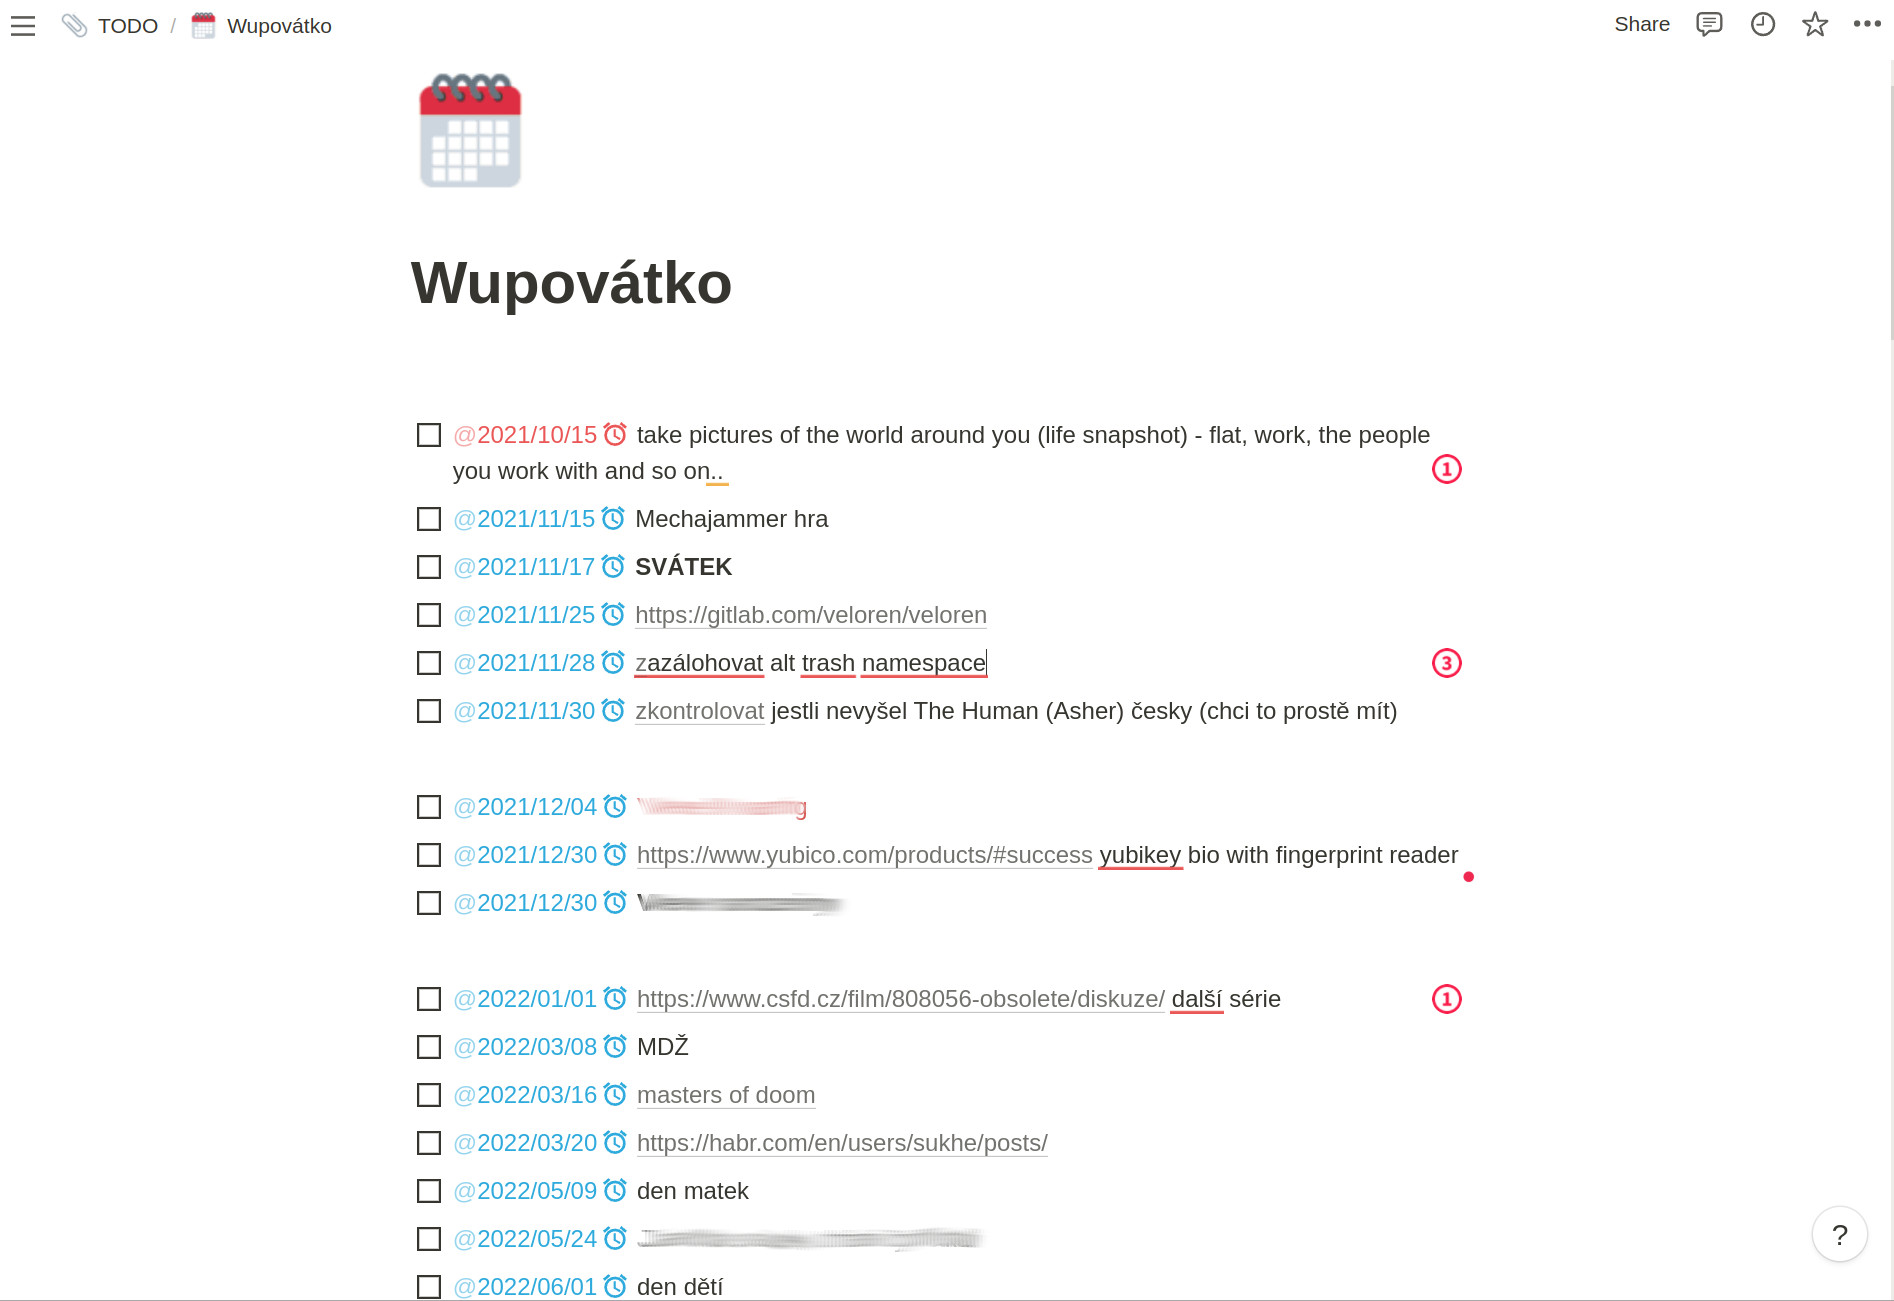 TODO / Wupovátko
Share
Wupovátko
@2021/10/15 take pictures of the world around you (life snapshot) - flat, work, the people
you work with and so on..
1
@2021/11/15 Mechajammer hra
@2021/11/17 SVÁTEK
@2021/11/25 https://gitlab.com/veloren/veloren
@2021/11/28 zazálohovat alt trash namespace
3
@2021/11/30 zkontrolovat jestli nevyšel The Human (Asher) česky (chci to prostě mít)
@2021/12/04
@2021/12/30 https://www.yubico.com/products/#success yubikey bio with fingerprint reader
@2021/12/30
@2022/01/01 https://www.csfd.cz/film/808056-obsolete/diskuze/ další série
1
@2022/03/08 MDŽ
@2022/03/16 masters of doom
@2022/03/20 https://habr.com/en/users/sukhe/posts/
@2022/05/09 den matek
@2022/05/24
@2022/06/01 den dětí
?